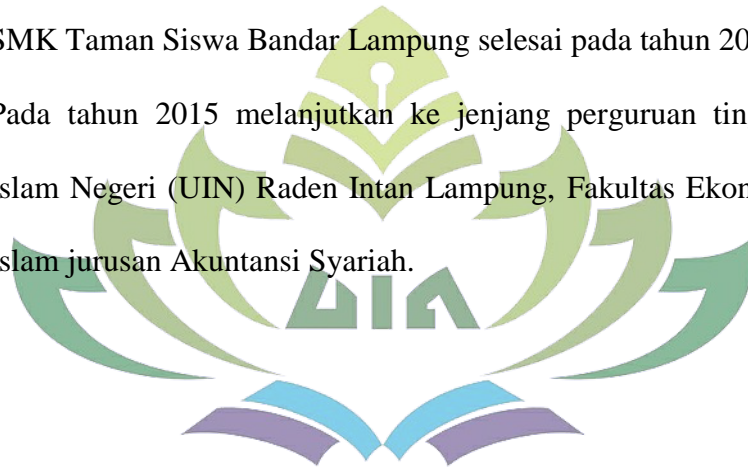 SMK Taman Siswa Bandar Lampung selesai pada tahun 20
Pada tahun 2015 melanjutkan ke jenjang perguruan tin
slam Negeri (UIN) Raden Intan Lampung, Fakultas Ekon
slam jurusan Akuntansi Syariah.
UIN